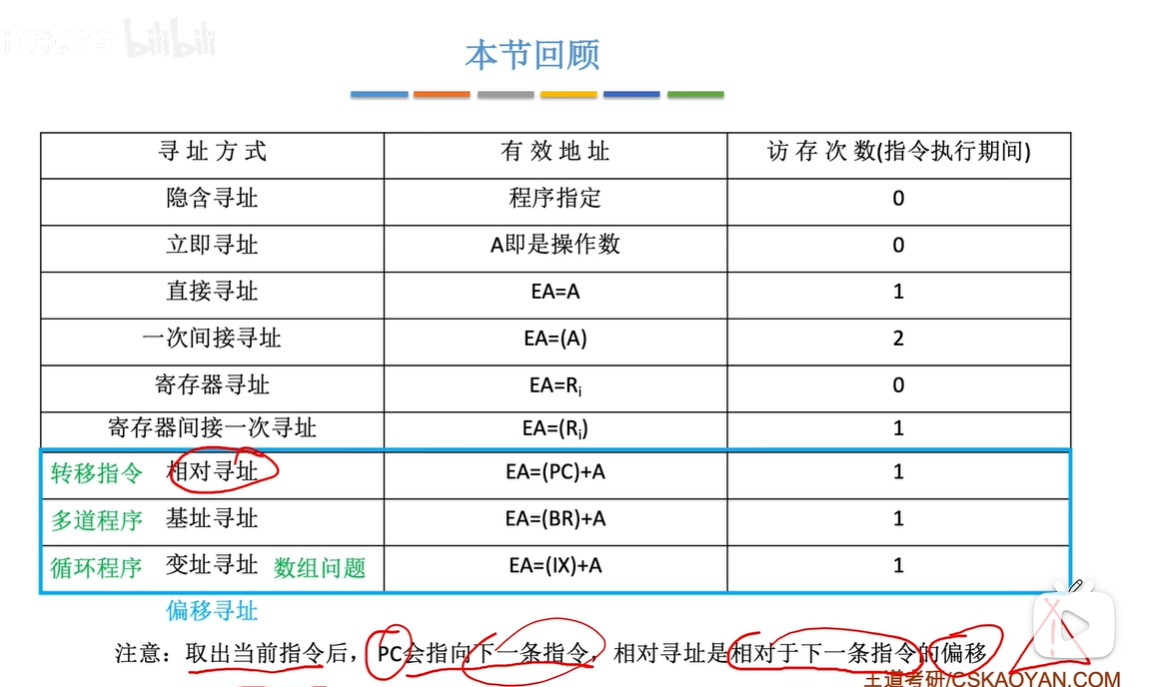 bilibili
本节回顾
寻址方式 有效地址 访存次数(指令执行期间)
隐含寻址 程序指定 0
立即寻址 A即是操作数 0
直接寻址 EA=A 1
一次间接寻址 EA=(A) 2
寄存器寻址 EA=Ri 0
寄存器间接一次寻址 EA=(Ri) 1
转移指令 相对寻址 EA=(PC)+A 1
多道程序 基址寻址 EA=(BR)+A 1
循环程序 变址寻址 数组问题 EA=(IX)+A 1
偏移寻址
注意：取出当前指令后，PC会指向下一条指令，相对寻址是相对于下一条指令的偏移
王道考研/CSKAOYAN.COM